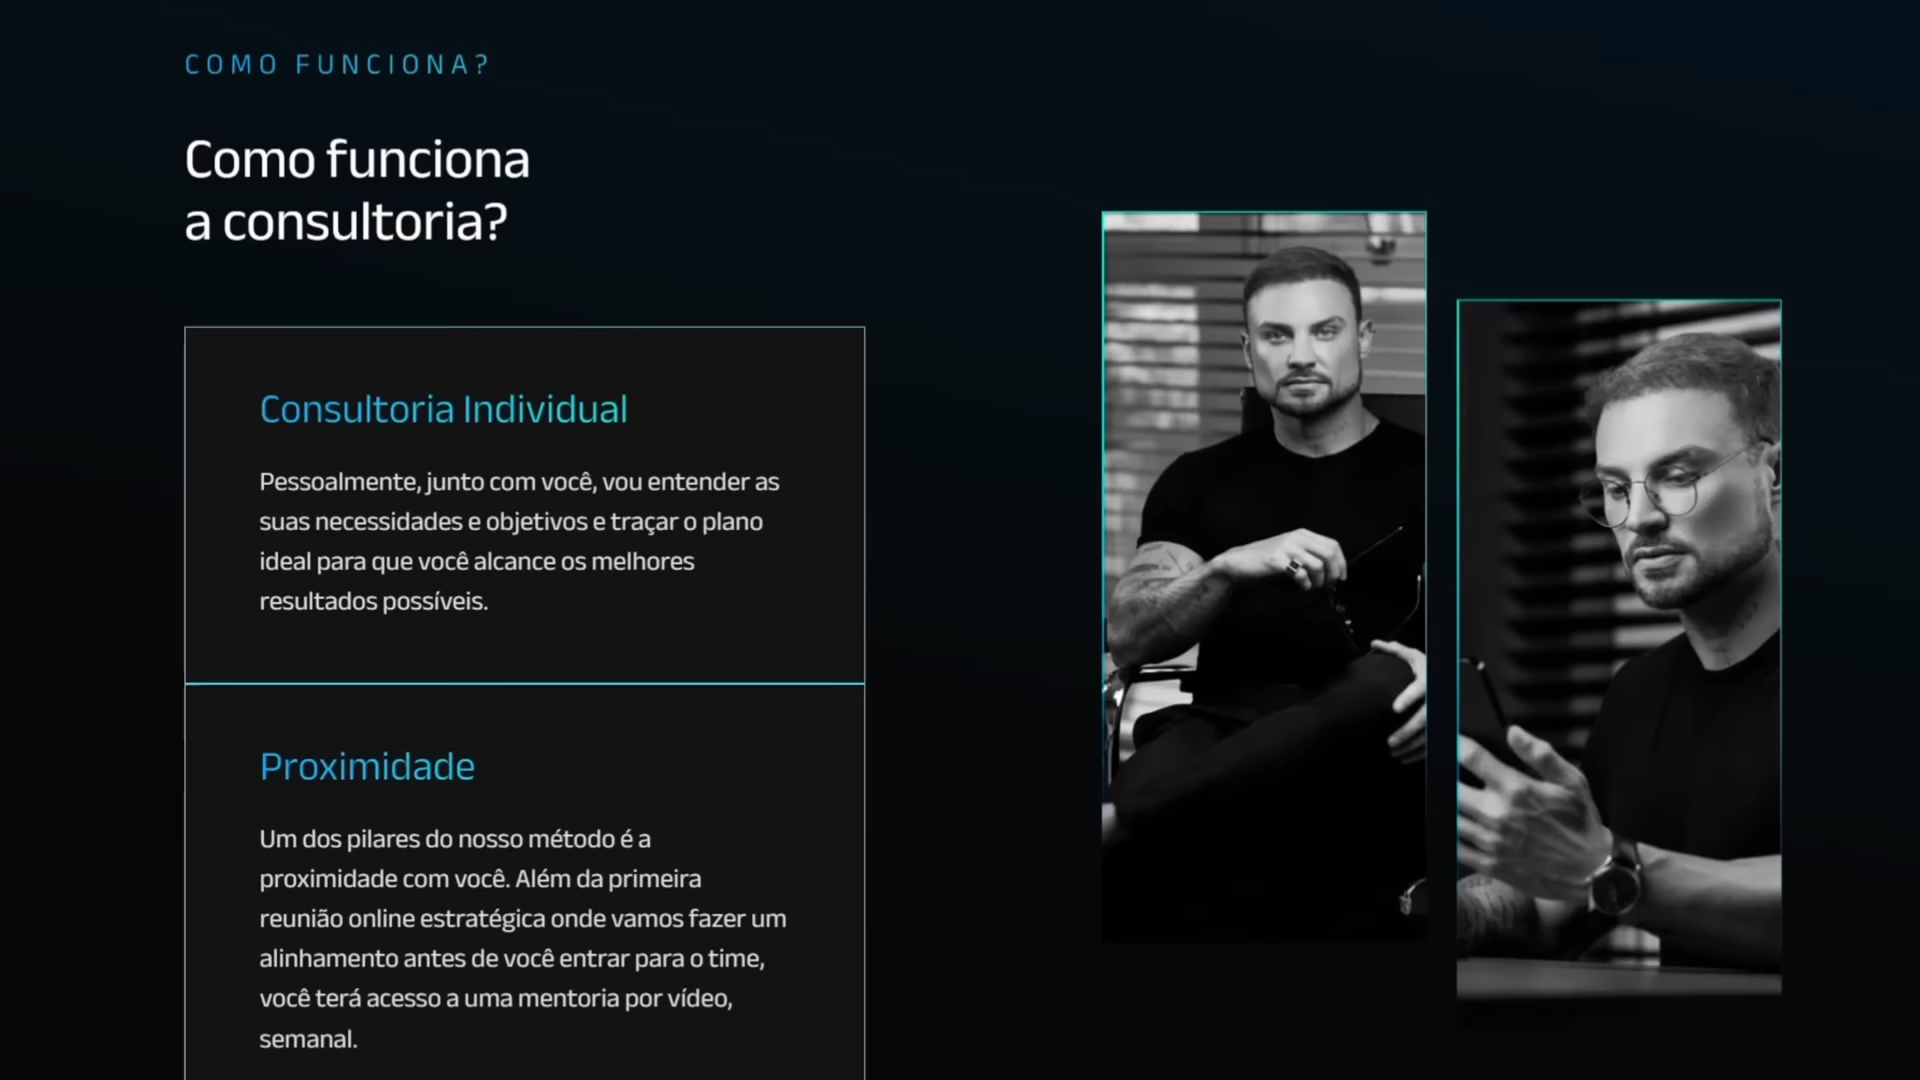 COMO FUNCIONA?
Como funciona
a consultoria?
Consultoria Individual
Pessoalmente, junto com você, vou entender as
suas necessidades e objetivos e traçar o plano
ideal para que você alcance os melhores
resultados possíveis.
Proximidade
Um dos pilares do nosso método é a
proximidade com você. Além da primeira
reunião online estratégica onde vamos fazer um
alinhamento antes de você entrar para o time,
você terá acesso a uma mentoria por vídeo,
semanal.